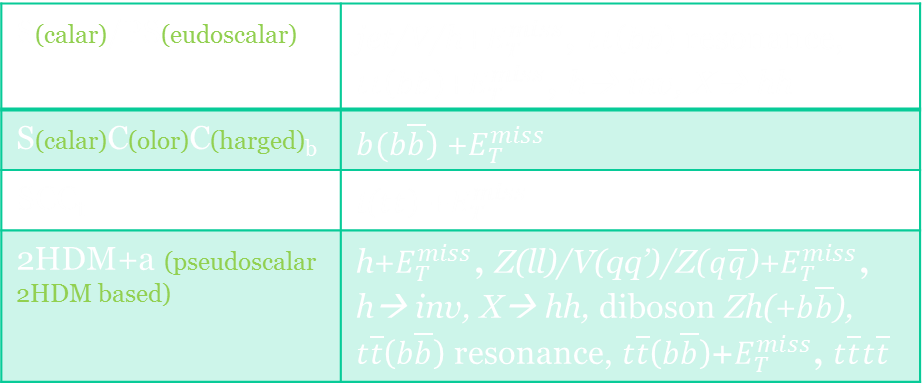 (calar) (eudoscalar)
S(calar)C(olor)C(harged)_b
b(bb̅) +E_T^miss
2HDM+a (pseudoscalar
2HDM based)
h+E_T^miss, Z(ll)/V(qq')/Z(qq̅)+E_T^miss,
h→ inv, X→ hh, diboson Zh(+bb̅),
tt̅(bb̅) resonance, tt̅(bb̅)+E_T^miss, tt̅tt̅